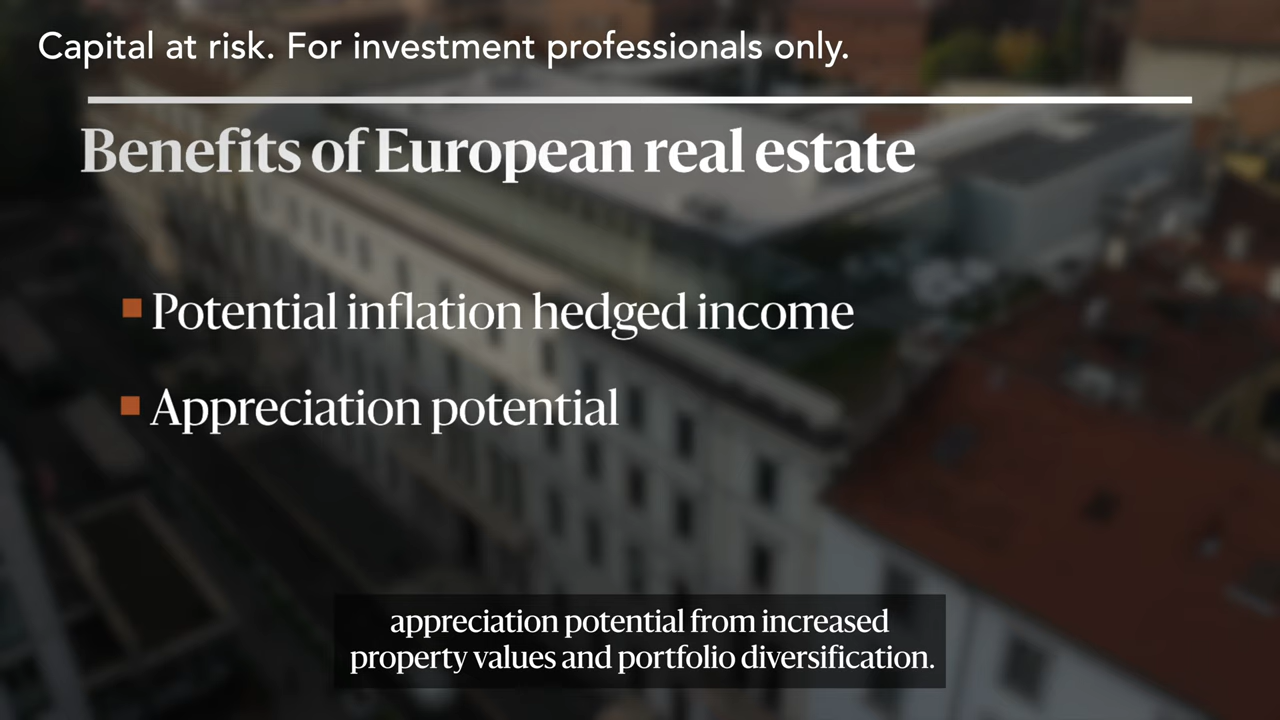 Capital at risk. For investment professionals only.
Benefits of European real estate
Potential inflation hedged income
Appreciation potential
appreciation potential from increased
property values and portfolio diversification.